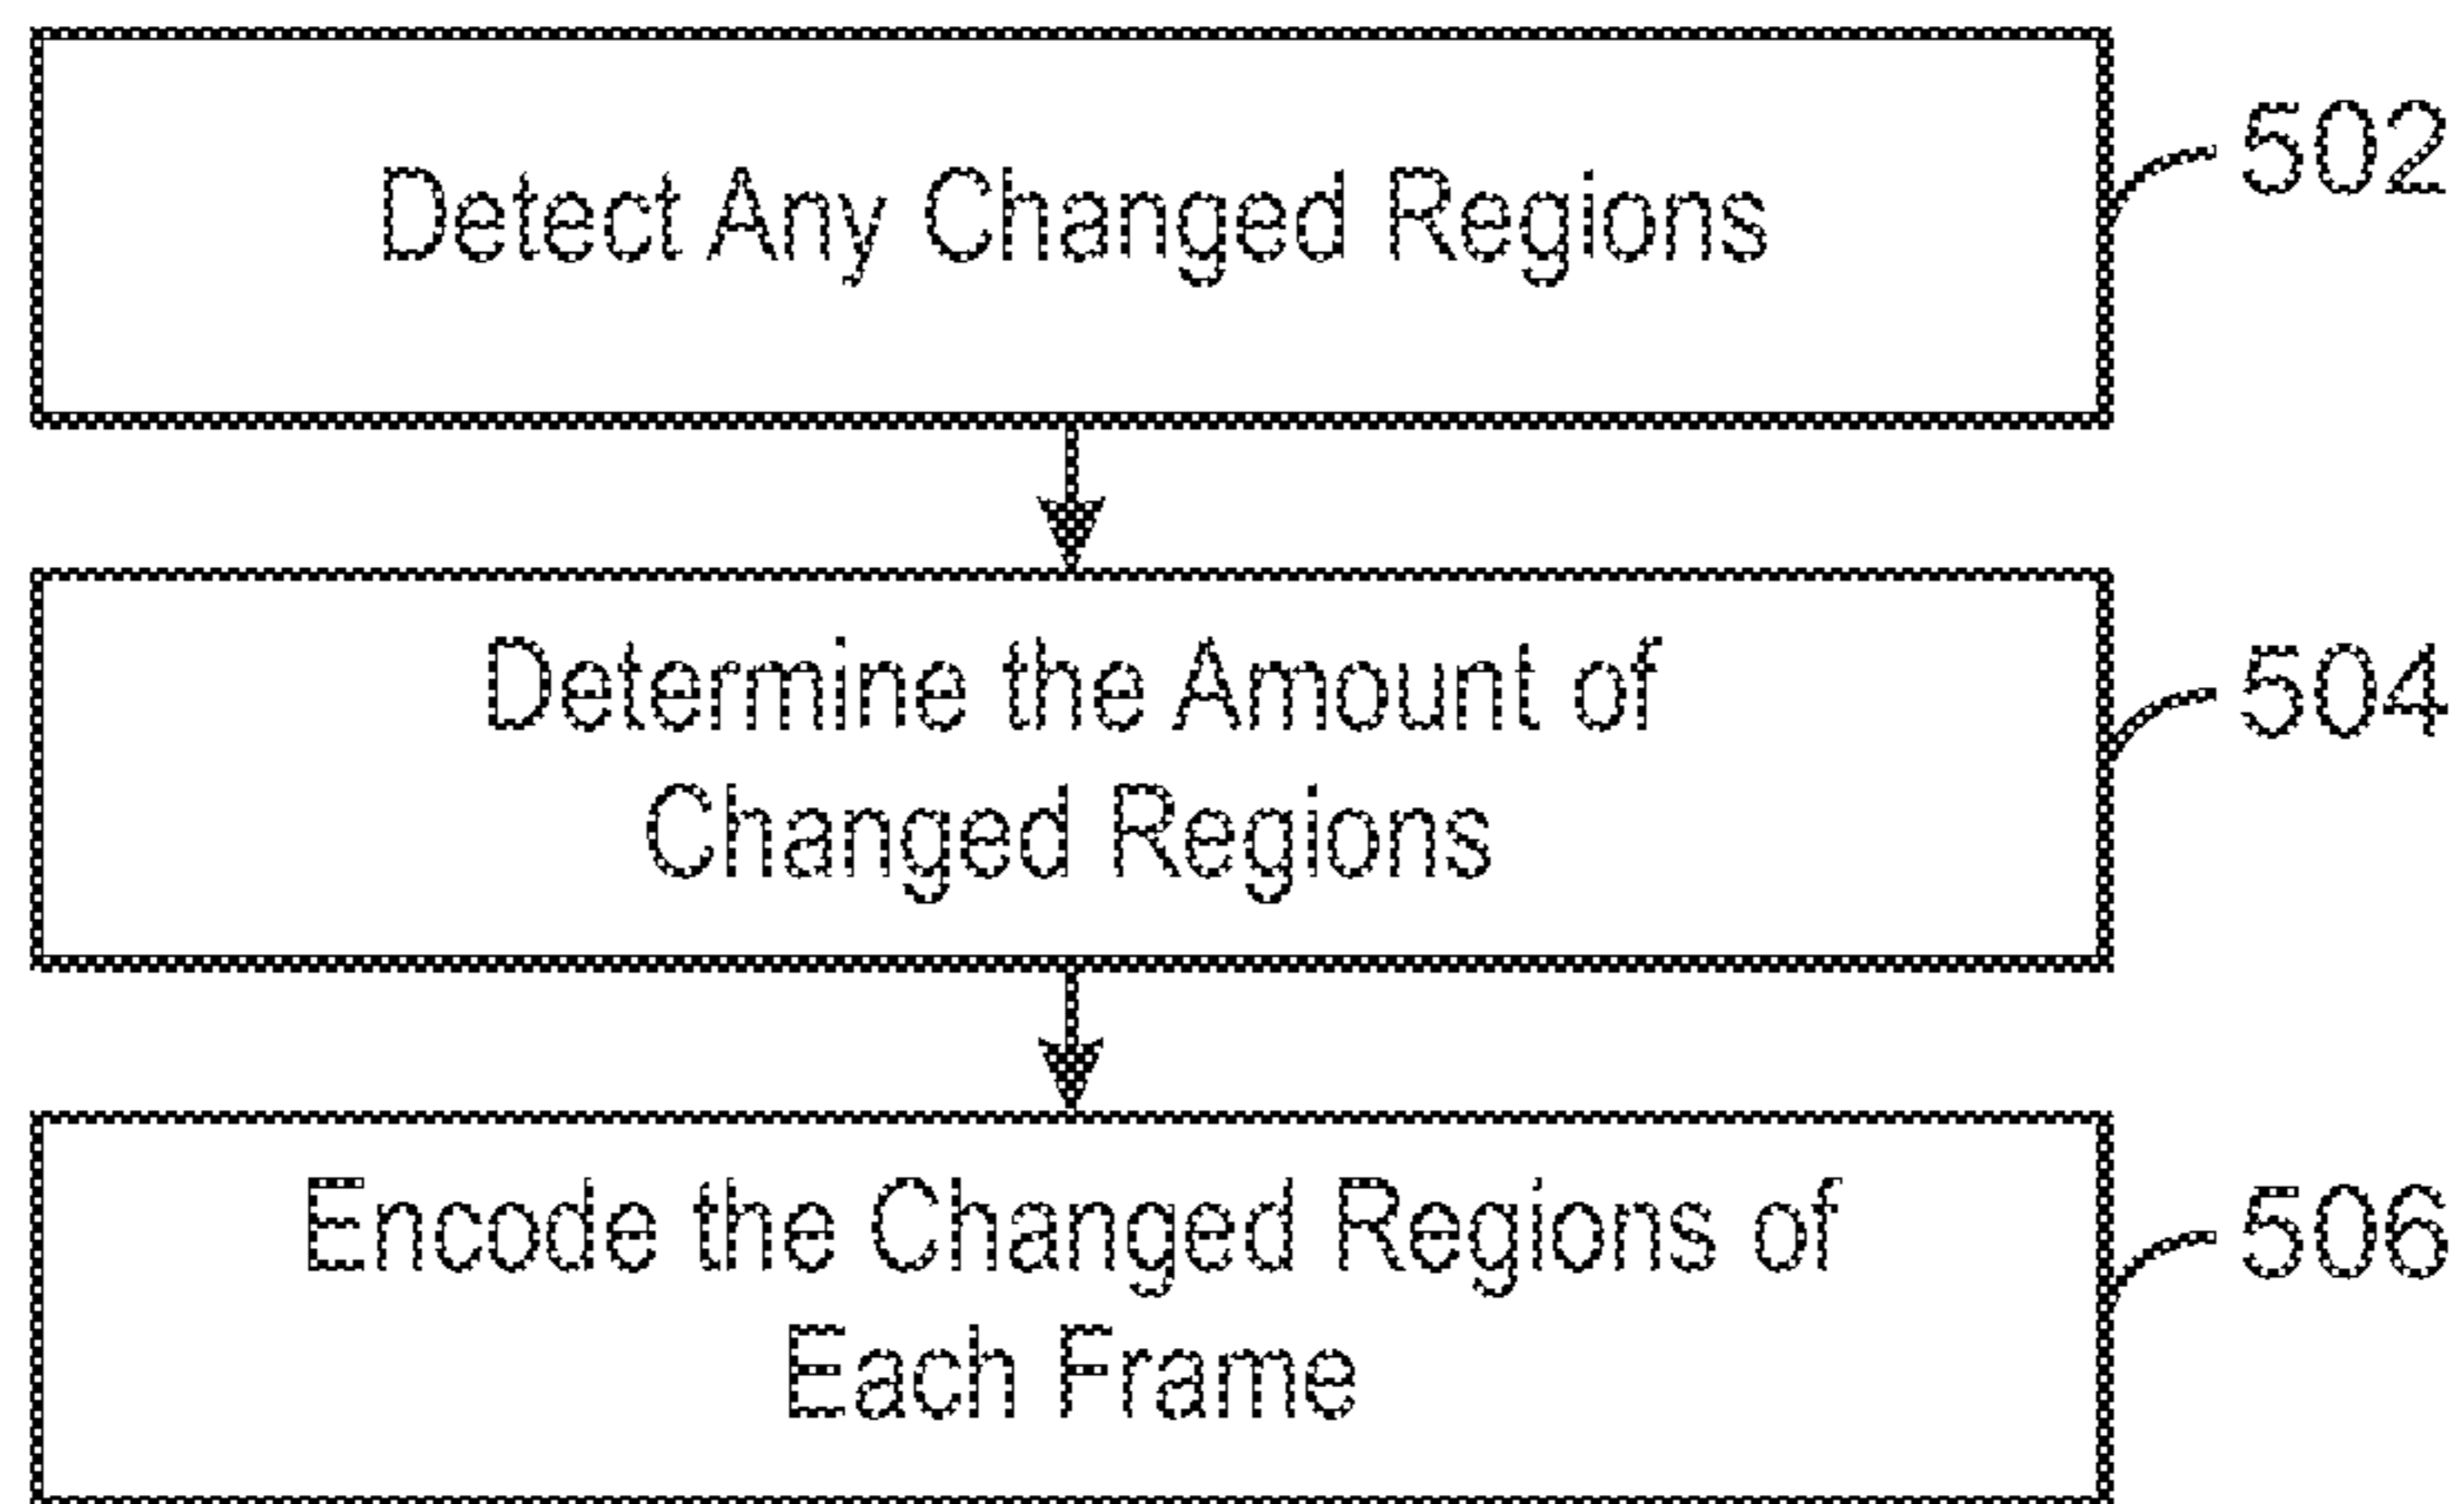 Detect Any Changed Regions
502
Determine the Amount of
Changed Regions
504
Encode the Changed Regions of
Each Frame
506